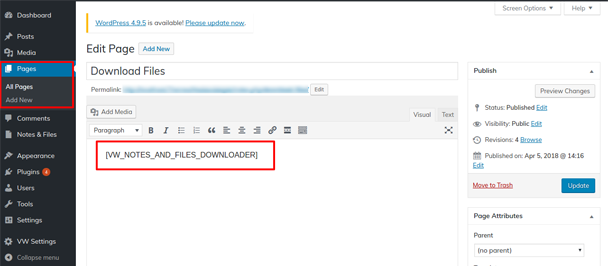 Dashboard
Posts
Media
Pages
All Pages
Add New
Comments
Notes & Files
Appearance
Plugins 4
Users
Tools
Settings
VW Settings
Collapse menu
Screen Options
Help
WordPress 4.9.5 is available! Please update now.
Edit Page Add New
Download Files
Permalink:
Edit
Add Media
Visual Text
Paragraph B I
[VW_NOTES_AND_FILES_DOWNLOADER]
Publish
Preview Changes
Status: Published Edit
Visibility: Public Edit
Revisions: 4 Browse
Published on: Apr 5, 2018 @ 14:16
Edit
Move to Trash Update
Page Attributes
Parent
(no parent)